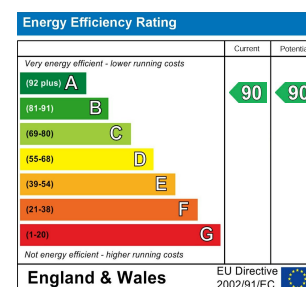 Energy Efficiency Rating
Current Potentia
Very energy efficient - lower running costs
(92 plus) A
(81-91) B
90 90
(69-80) C
(55-68) D
(39-54) E
(21-38) F
(1-20) G
Not energy efficient - higher running costs
England & Wales
EU Directive
2002/91/EC